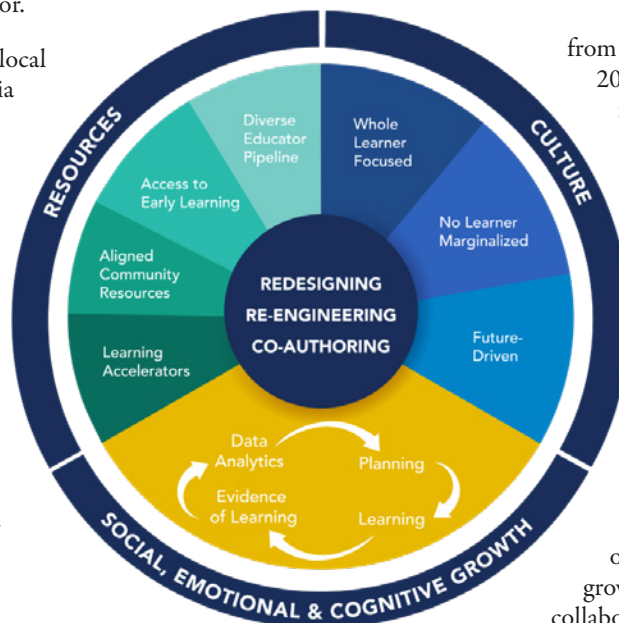 or.
local
ia
from
20
RESOURCES
CULTURE
Diverse
Educator
Pipeline
Whole
Learner
Focused
Access to
Early Learning
No Learner
Marginalized
Aligned
Community
Resources
REDESIGNING
RE-ENGINEERING
CO-AUTHORING
Learning
Accelerators
Future-
Driven
Data
Analytics
Planning
Evidence
of Learning
Learning
SOCIAL, EMOTIONAL & COGNITIVE GROWTH
o
grow
collabo